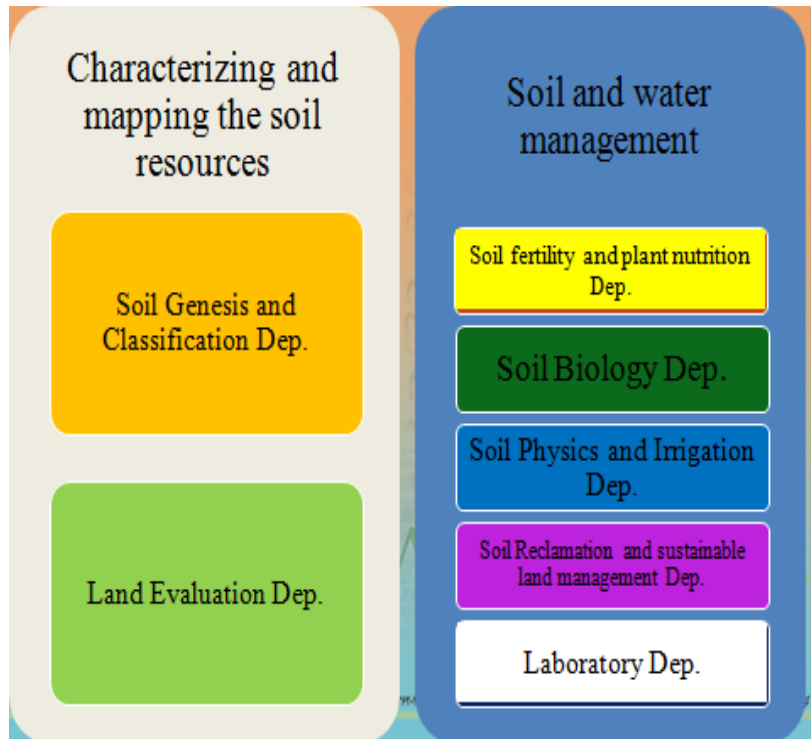 Characterizing and
mapping the soil
resources
Soil Genesis and
Classification Dep.
Land Evaluation Dep.
Soil and water
management
Soil fertility and plant nutrition
Dep.
Soil Biology Dep.
Soil Physics and Irrigation
Dep.
Soil Reclamation and sustainable
land management Dep.
Laboratory Dep.